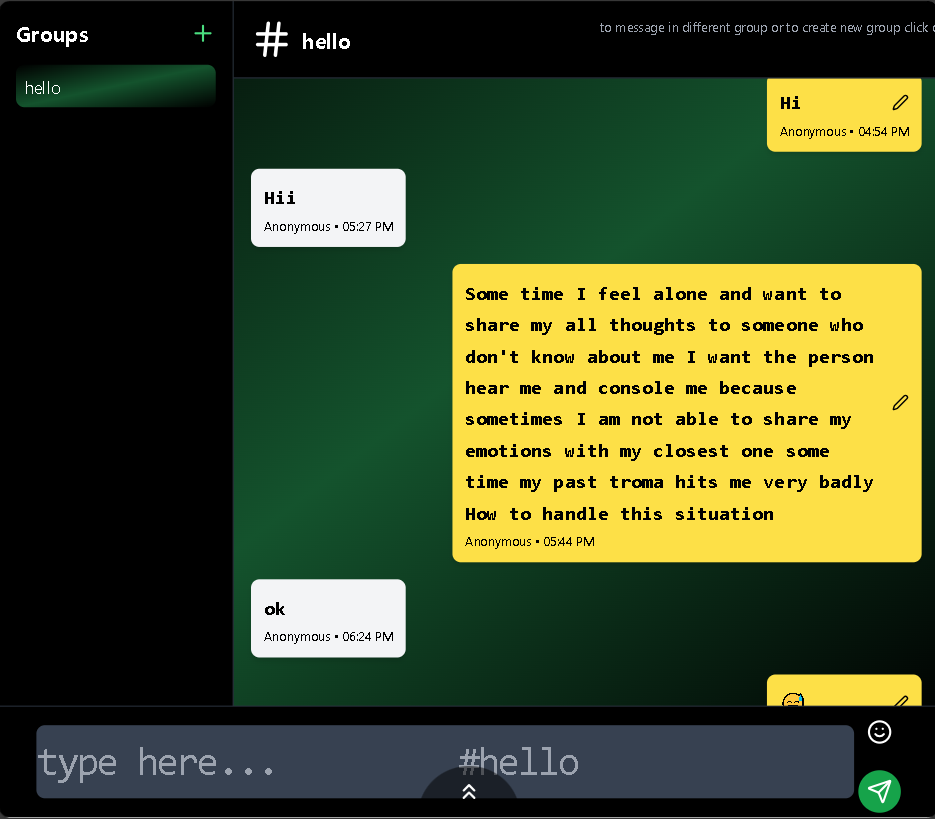 Groups
+
hello
# hello
to message in different group or to create new group click
Hi
Anonymous • 04:54 PM
Hii
Anonymous • 05:27 PM
Some time I feel alone and want to
share my all thoughts to someone who
don't know about me I want the person
hear me and console me because
sometimes I am not able to share my
emotions with my closest one some
time my past troma hits me very badly
How to handle this situation
Anonymous • 05:44 PM
ok
Anonymous • 06:24 PM
😅
type here... #hello